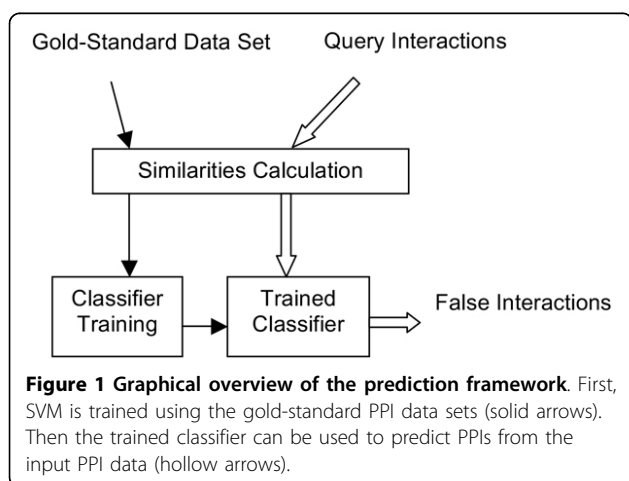 Gold-Standard Data Set
Query Interactions
Similarities Calculation
Classifier
Training
Trained
Classifier
False Interactions
Figure 1 Graphical overview of the prediction framework. First,
SVM is trained using the gold-standard PPI data sets (solid arrows).
Then the trained classifier can be used to predict PPIs from the
input PPI data (hollow arrows).